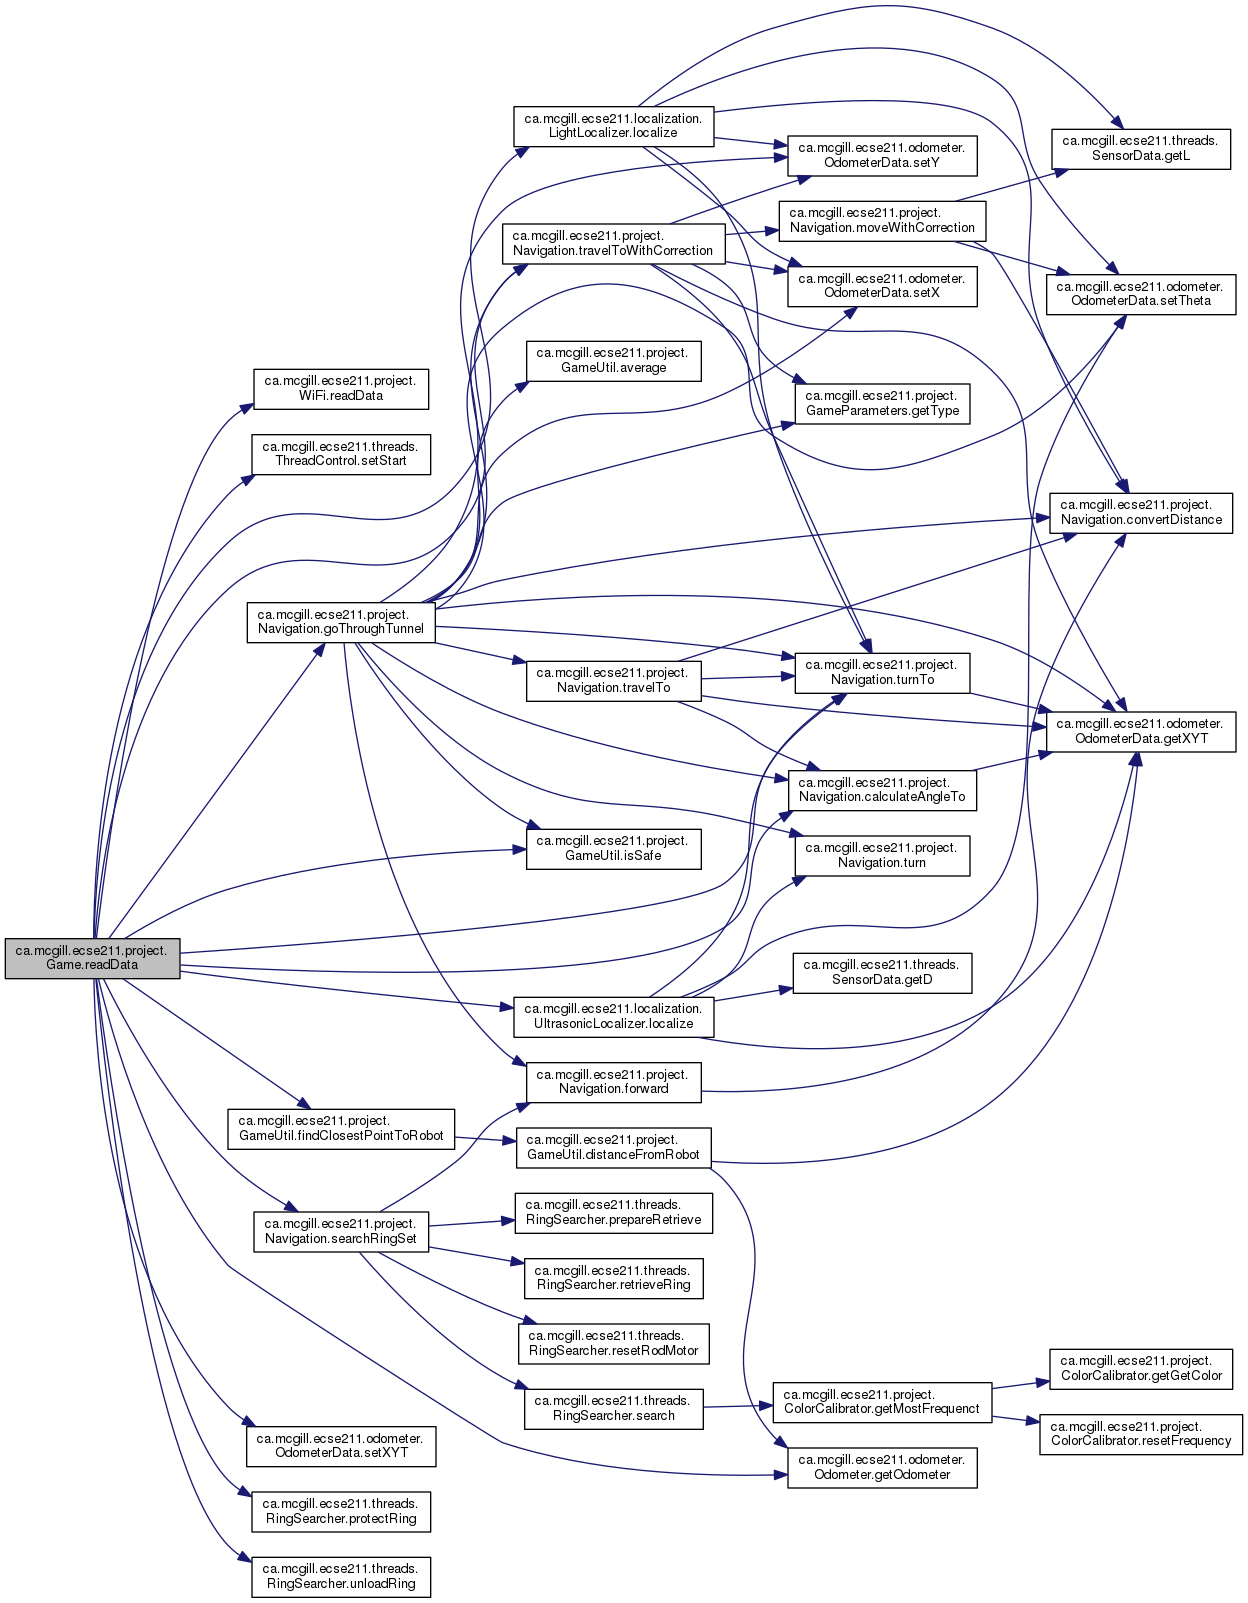 ca.mcgill.ecse211.localization.
LightLocalizer.localize
ca.mcgill.ecse211.threads.
SensorData.getL
ca.mcgill.ecse211.odometer.
OdometerData.setY
ca.mcgill.ecse211.project.
Navigation.moveWithCorrection
ca.mcgill.ecse211.project.
Navigation.travelToWithCorrection
ca.mcgill.ecse211.odometer.
OdometerData.setX
ca.mcgill.ecse211.odometer.
OdometerData.setTheta
ca.mcgill.ecse211.project.
GameUtil.average
ca.mcgill.ecse211.project.
WiFi.readData
ca.mcgill.ecse211.project.
GameParameters.getType
ca.mcgill.ecse211.threads.
ThreadControl.setStart
ca.mcgill.ecse211.project.
Navigation.convertDistance
ca.mcgill.ecse211.project.
Navigation.goThroughTunnel
ca.mcgill.ecse211.project.
Navigation.travelTo
ca.mcgill.ecse211.project.
Navigation.turnTo
ca.mcgill.ecse211.odometer.
OdometerData.getXYT
ca.mcgill.ecse211.project.
Navigation.calculateAngleTo
ca.mcgill.ecse211.project.
GameUtil.isSafe
ca.mcgill.ecse211.project.
Navigation.turn
ca.mcgill.ecse211.project.
Game.readData
ca.mcgill.ecse211.threads.
SensorData.getD
ca.mcgill.ecse211.localization.
UltrasonicLocalizer.localize
ca.mcgill.ecse211.project.
Navigation.forward
ca.mcgill.ecse211.project.
GameUtil.findClosestPointToRobot
ca.mcgill.ecse211.project.
GameUtil.distanceFromRobot
ca.mcgill.ecse211.threads.
RingSearcher.prepareRetrieve
ca.mcgill.ecse211.project.
Navigation.searchRingSet
ca.mcgill.ecse211.threads.
RingSearcher.retrieveRing
ca.mcgill.ecse211.threads.
RingSearcher.resetRodMotor
ca.mcgill.ecse211.project.
ColorCalibrator.getGetColor
ca.mcgill.ecse211.threads.
RingSearcher.search
ca.mcgill.ecse211.project.
ColorCalibrator.getMostFrequenct
ca.mcgill.ecse211.project.
ColorCalibrator.resetFrequency
ca.mcgill.ecse211.odometer.
OdometerData.setXYT
ca.mcgill.ecse211.odometer.
Odometer.getOdometer
ca.mcgill.ecse211.threads.
RingSearcher.protectRing
ca.mcgill.ecse211.threads.
RingSearcher.unloadRing